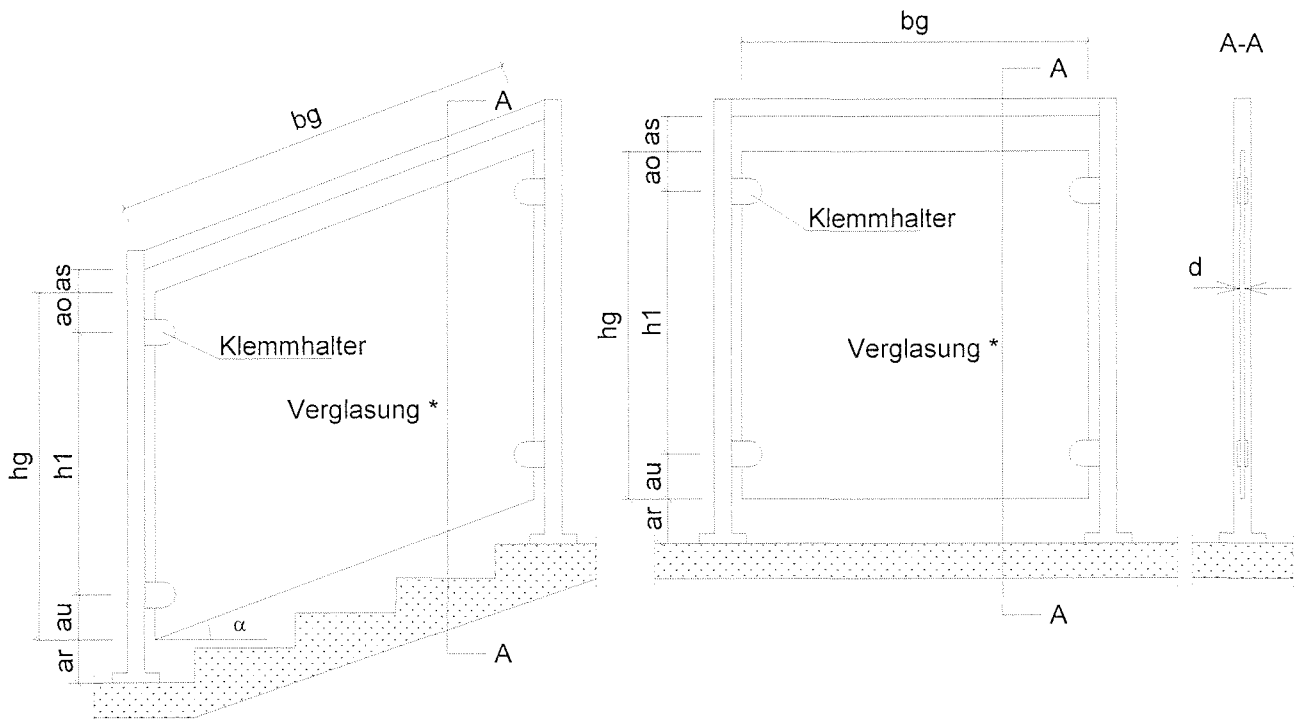 bg
A
as
ao
Klemmhalter
hg
h1
Verglasung *
au
ar
α
A
bg
A
as
ao
Klemmhalter
hg
h1
Verglasung *
au
ar
A
A-A
d